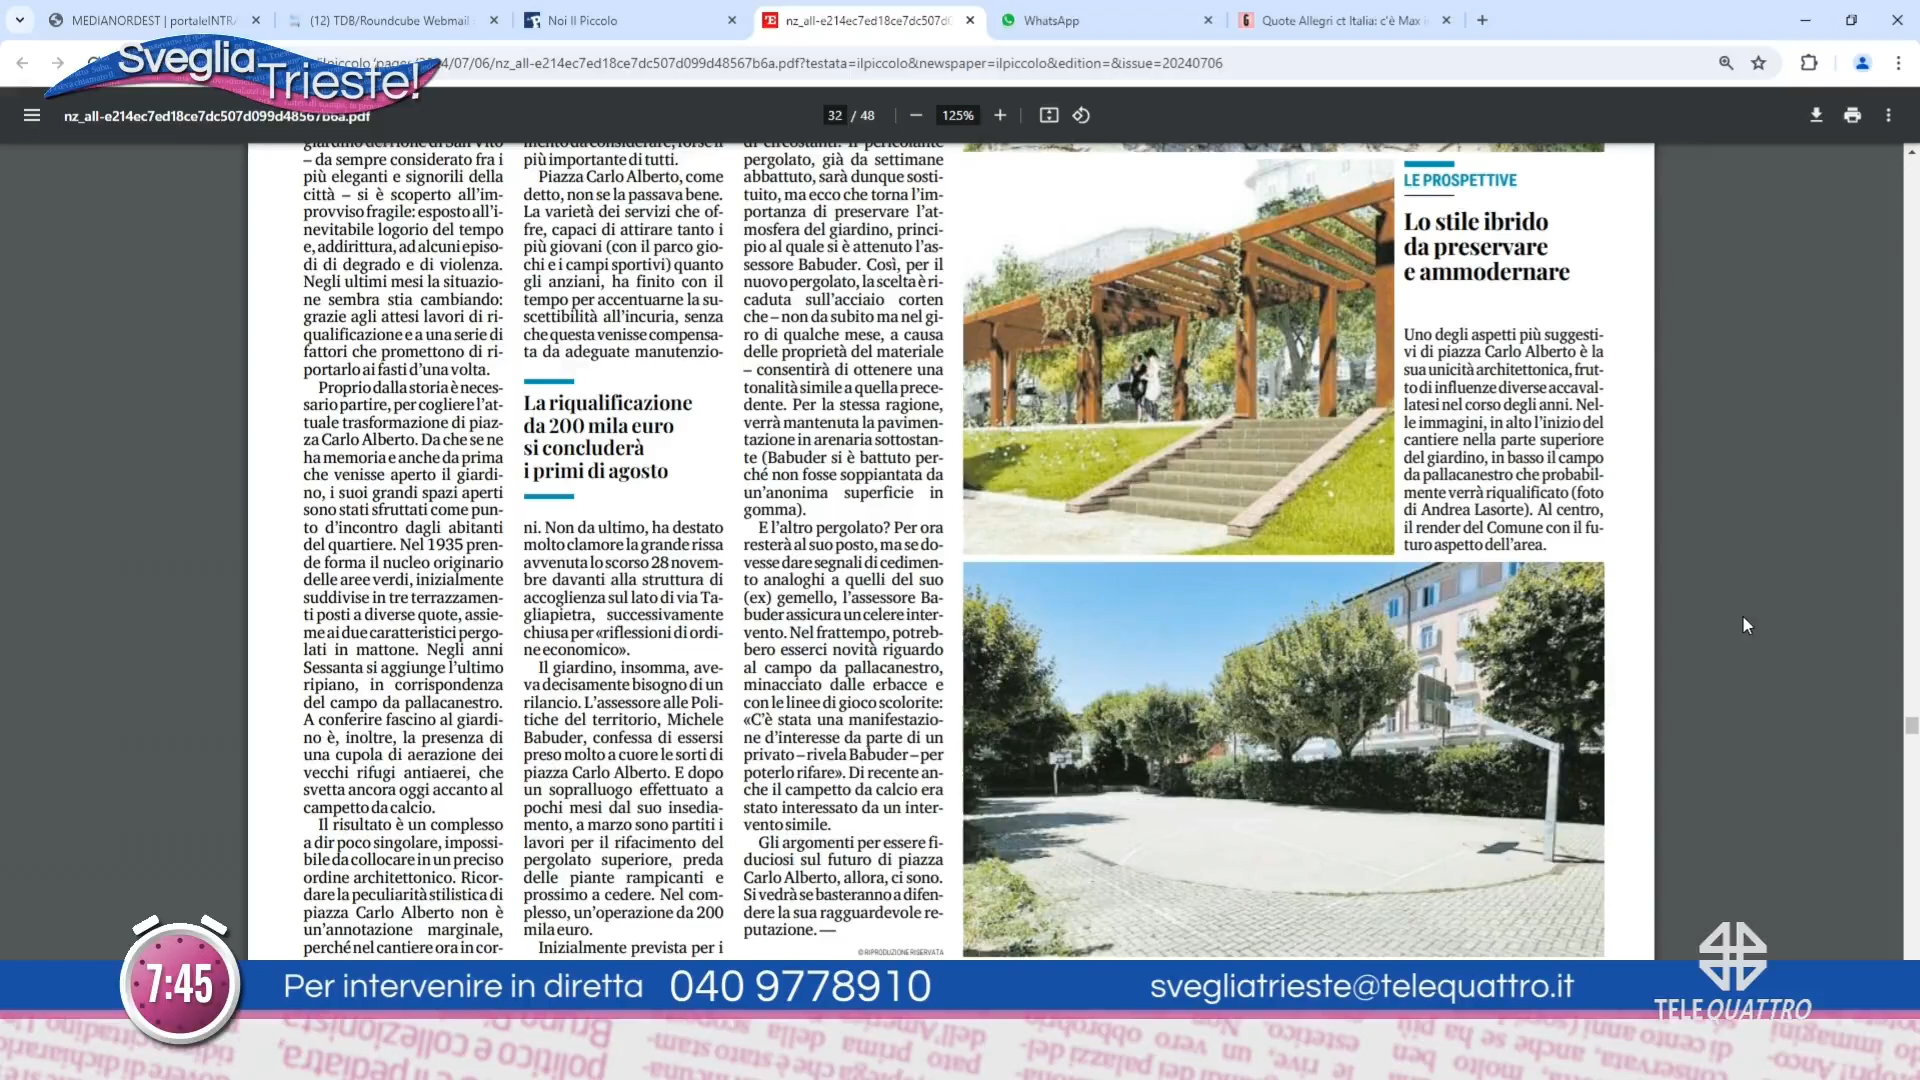 MEDIANORDEST | portaleINTRA
(12) TDB/Roundcube Webmail
Noi Il Piccolo
nz_all-e214ec7ed18ce7dc507d0
WhatsApp
Quote Allegri ct Italia: c'è Max i
Sveglia
Trieste!
/07/06/nz_all-e214ec7ed18ce7dc507d099d48567b6a.pdf?testata=ilpiccolo&newspaper=ilpiccolo&edition=&issue=20240706
nz_all-e214ec7ed18ce7dc507d099d48567b6a.pdf
32 / 48
125%
– da sempre considerato fra i
più eleganti e signorili della
città – si è scoperto all'im-
provviso fragile: esposto all'i-
nevitabile logorio del tempo
e, addirittura, ad alcuni episo-
di di degrado e di violenza.
Negli ultimi mesi la situazio-
ne sembra stia cambiando:
grazie agli attesi lavori di ri-
qualificazione e a una serie di
fattori che promettono di ri-
portarlo ai fasti d'una volta.
Proprio dalla storia è neces-
sario partire, per cogliere l'at-
tuale trasformazione di piaz-
za Carlo Alberto. Da che se ne
ha memoria e anche da prima
che venisse aperto il giardi-
no, i suoi grandi spazi aperti
sono stati sfruttati come pun-
to d'incontro dagli abitanti
del quartiere. Nel 1935 pren-
de forma il nucleo originario
delle aree verdi, inizialmente
suddivise in tre terrazzamen-
ti posti a diverse quote, assie-
me ai due caratteristici pergo-
lati in mattone. Negli anni
Sessanta si aggiunge l'ultimo
ripiano, in corrispondenza
del campo da pallacanestro.
A conferire fascino al giardi-
no è, inoltre, la presenza di
una cupola di aerazione dei
vecchi rifugi antiaerei, che
svetta ancora oggi accanto al
campetto da calcio.
Il risultato è un complesso
a dir poco singolare, impossi-
bile da collocare in un preciso
ordine architettonico. Ricor-
dare la peculiarità stilistica di
piazza Carlo Alberto non è
un'annotazione marginale,
perché nel cantiere ora in cor-
più importante di tutti.
Piazza Carlo Alberto, come
detto, non se la passava bene.
La varietà dei servizi che of-
fre, capaci di attirare tanto i
più giovani (con il parco gio-
chi e i campi sportivi) quanto
gli anziani, ha finito con il
tempo per accentuarne la su-
scettibilità all'incuria, senza
che questa venisse compensa-
ta da adeguate manutenzio-
La riqualificazione
da 200 mila euro
si concluderà
i primi di agosto
ni. Non da ultimo, ha destato
molto clamore la grande rissa
avvenuta lo scorso 28 novem-
bre davanti alla struttura di
accoglienza sul lato di via Ta-
gliapietra, successivamente
chiusa per «riflessioni di ordi-
ne economico».
Il giardino, insomma, ave-
va decisamente bisogno di un
rilancio. L'assessore alle Poli-
tiche del territorio, Michele
Babuder, confessa di essersi
preso molto a cuore le sorti di
piazza Carlo Alberto. E dopo
un sopralluogo effettuato a
pochi mesi dal suo insedia-
mento, a marzo sono partiti i
lavori per il rifacimento del
pergolato superiore, preda
delle piante rampicanti e
prossimo a cedere. Nel com-
plesso, un'operazione da 200
mila euro.
Inizialmente prevista per i
pergolato, già da settimane
abbattuto, sarà dunque sosti-
tuito, ma ecco che torna l'im-
portanza di preservare l'at-
mosfera del giardino, princi-
pio al quale si è attenuto l'as-
sessore Babuder. Così, per il
nuovo pergolato, la scelta è ri-
caduta sull'acciaio corten
che – non da subito ma nel gi-
ro di qualche mese, a causa
delle proprietà del materiale
– consentirà di ottenere una
tonalità simile a quella prece-
dente. Per la stessa ragione,
verrà mantenuta la pavimen-
tazione in arenaria sottostan-
te (Babuder si è battuto per-
ché non fosse soppiantata da
un'anonima superficie in
gomma).
E l'altro pergolato? Per ora
resterà al suo posto, ma se do-
vesse dare segnali di cedimen-
to analoghi a quelli del suo
(ex) gemello, l'assessore Ba-
buder assicura un celere inter-
vento. Nel frattempo, potreb-
bero esserci novità riguardo
al campo da pallacanestro,
minacciato dalle erbacce e
con le linee di gioco scolorite:
«C'è stata una manifestazio-
ne d'interesse da parte di un
privato – rivela Babuder – per
poterlo rifare». Di recente an-
che il campetto da calcio era
stato interessato da un inter-
vento simile.
Gli argomenti per essere fi-
duciosi sul futuro di piazza
Carlo Alberto, allora, ci sono.
Si vedrà se basteranno a difen-
dere la sua ragguardevole re-
putazione. —
© RIPRODUZIONE RISERVATA
LE PROSPETTIVE
Lo stile ibrido
da preservare
e ammodernare
Uno degli aspetti più suggesti-
vi di piazza Carlo Alberto è la
sua unicità architettonica, frut-
to di influenze diverse accaval-
latesi nel corso degli anni. Nel-
le immagini, in alto l'inizio del
cantiere nella parte superiore
del giardino, in basso il campo
da pallacanestro che probabil-
mente verrà riqualificato (foto
di Andrea Lasorte). Al centro,
il render del Comune con il fu-
turo aspetto dell'area.
7:45
Per intervenire in diretta 040 9778910
svegliatrieste@telequattro.it
TELEQUATTRO